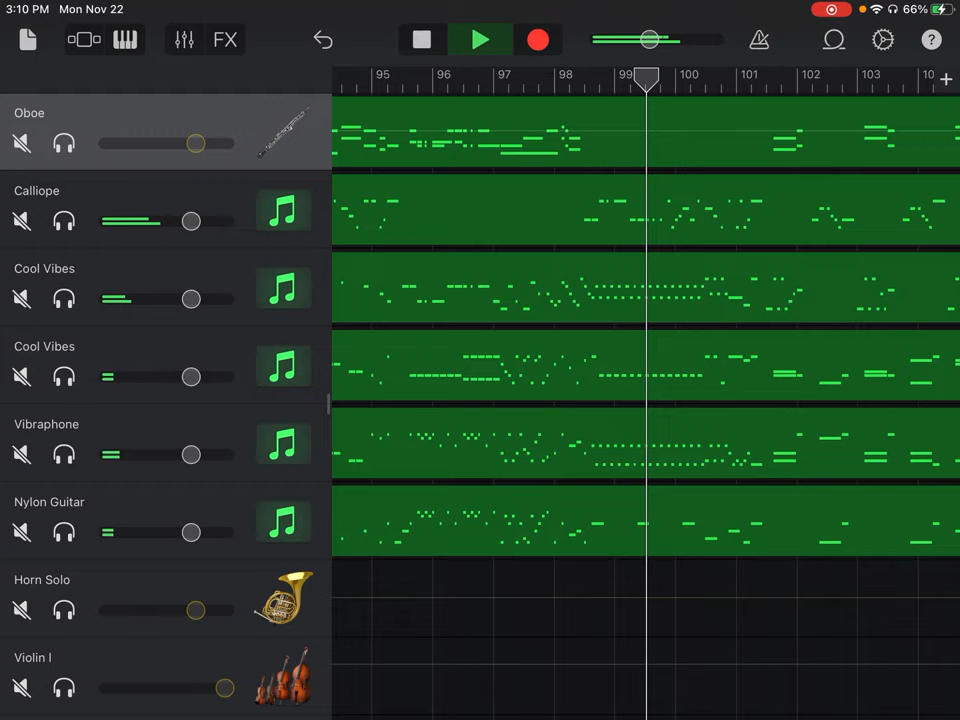 3:10 PM Mon Nov 22 66%
FX ?
95 96 97 98 99 100 101 102 103 10 +
Oboe
Calliope
Cool Vibes
Cool Vibes
Vibraphone
Nylon Guitar
Horn Solo
Violin I